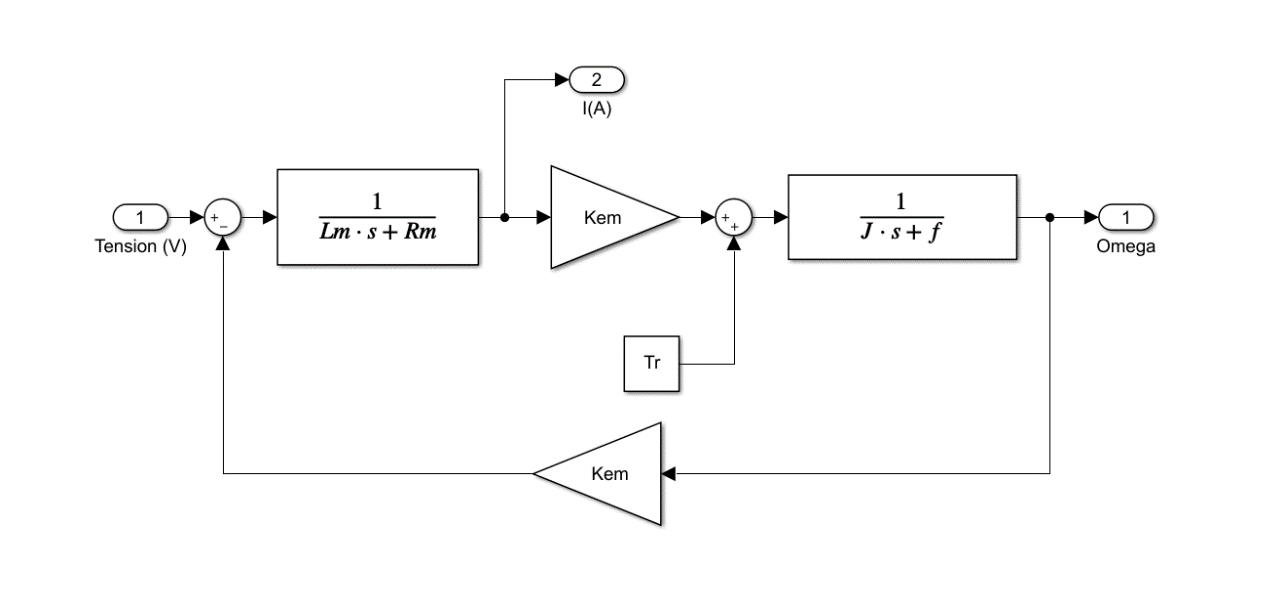 2
I(A)
1
Tension (V)
+
−
1
Lm · s + Rm
Kem
+
+
1
J · s + f
1
Omega
Tr
Kem